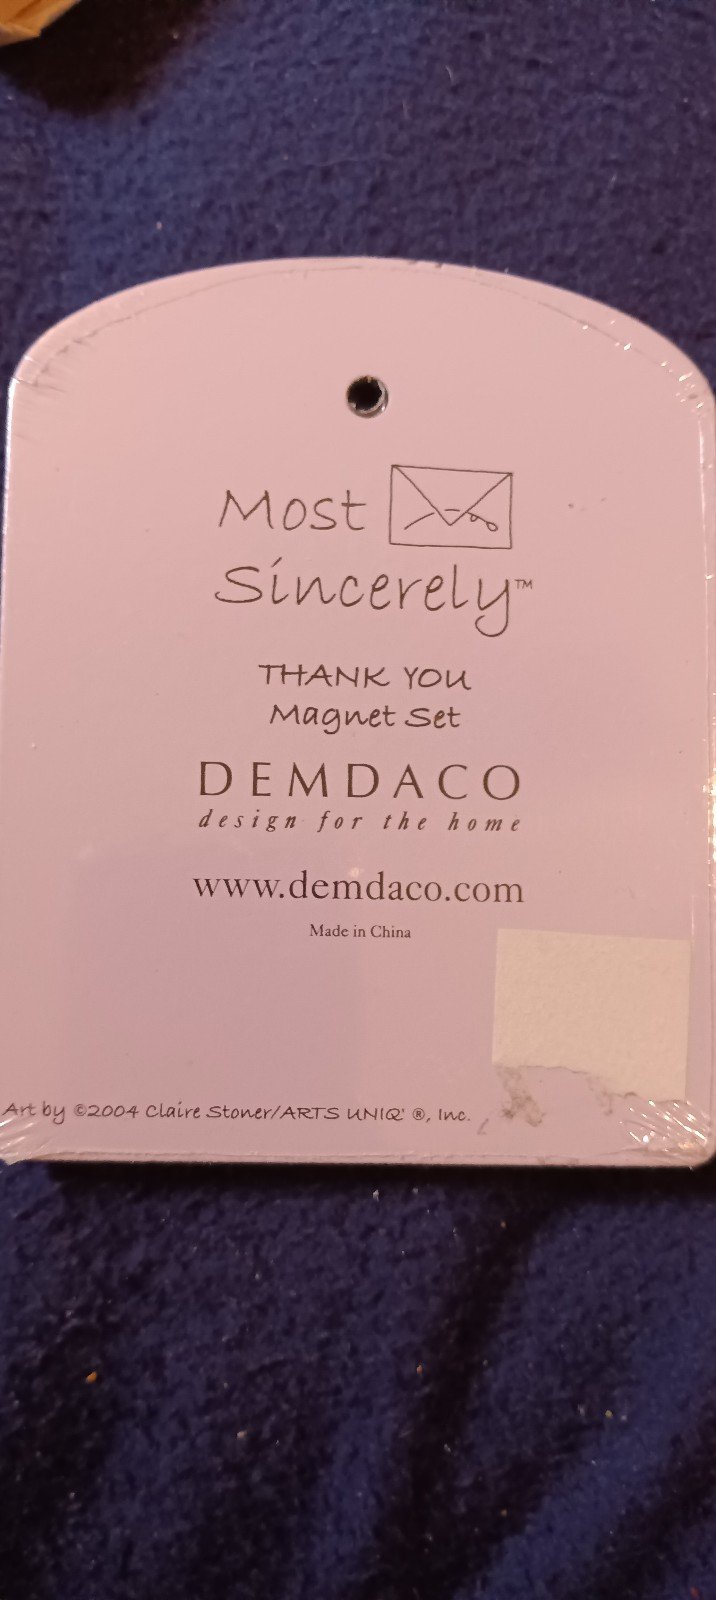 Most
Sincerely™
THANK YOU
Magnet Set
DEMDACO
design for the home
www.demdaco.com
Made in China
Art by ©2004 Claire Stoner/ARTS UNIQ' ®, Inc.